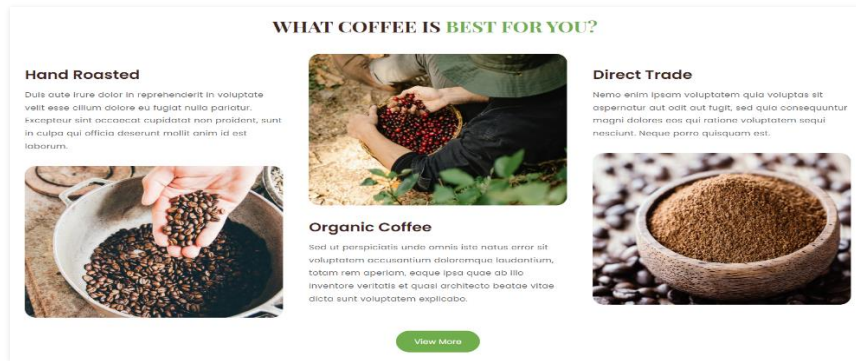 WHAT COFFEE IS BEST FOR YOU?
Hand Roasted
Duis aute irure dolor in reprehenderit in voluptate
velit esse cillum dolore eu fugiat nulla pariatur.
Excepteur sint occaecat cupidatat non proident, sunt
in culpa qui officia deserunt mollit anim id est
laborum.
Organic Coffee
Sed ut perspiciatis unde omnis iste natus error sit
voluptatem accusantium doloremque laudantium,
totam rem aperiam, eaque ipsa quae ab illo
inventore veritatis et quasi architecto beatae vitae
dicta sunt voluptatem explicabo.
Direct Trade
Nemo enim ipsam voluptatem quia voluptas sit
aspernatur aut odit aut fugit, sed quia consequuntur
magni dolores eos qui ratione voluptatem sequi
nesciunt. Neque porro quisquam est.
View More